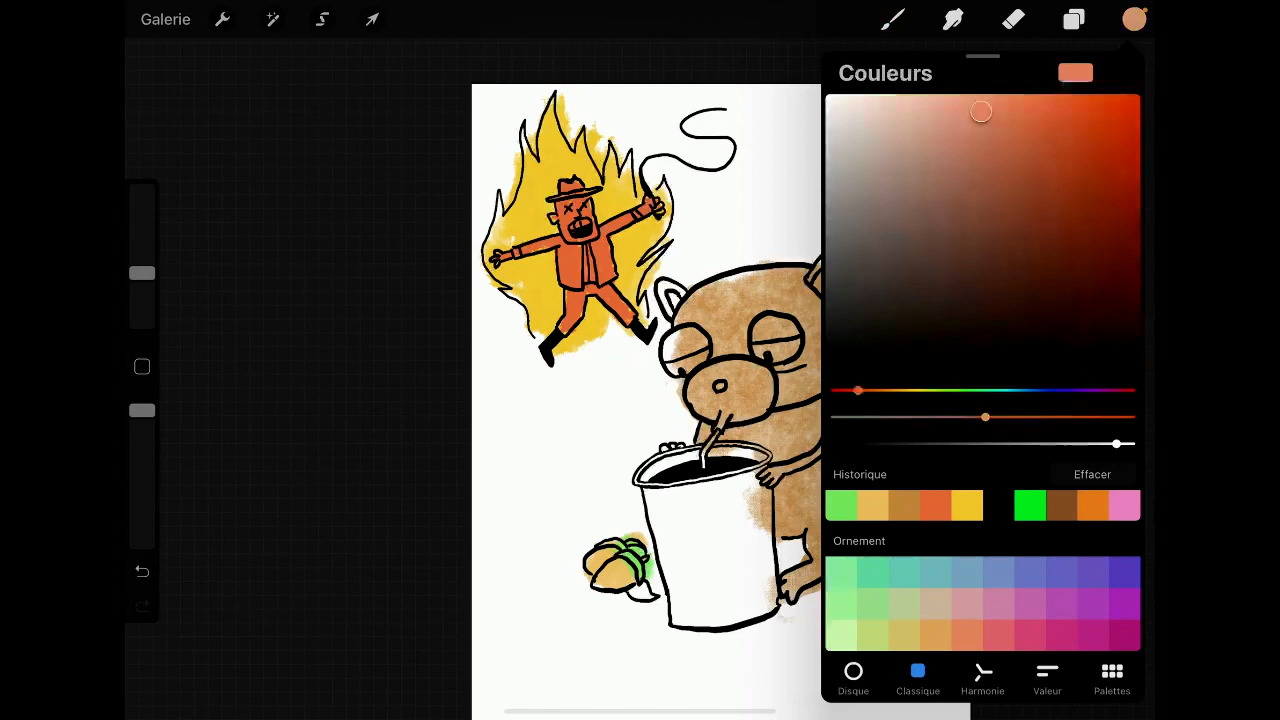 Galerie
Couleurs
Historique Effacer
Ornement
Disque Classique Harmonie Valeur Palettes